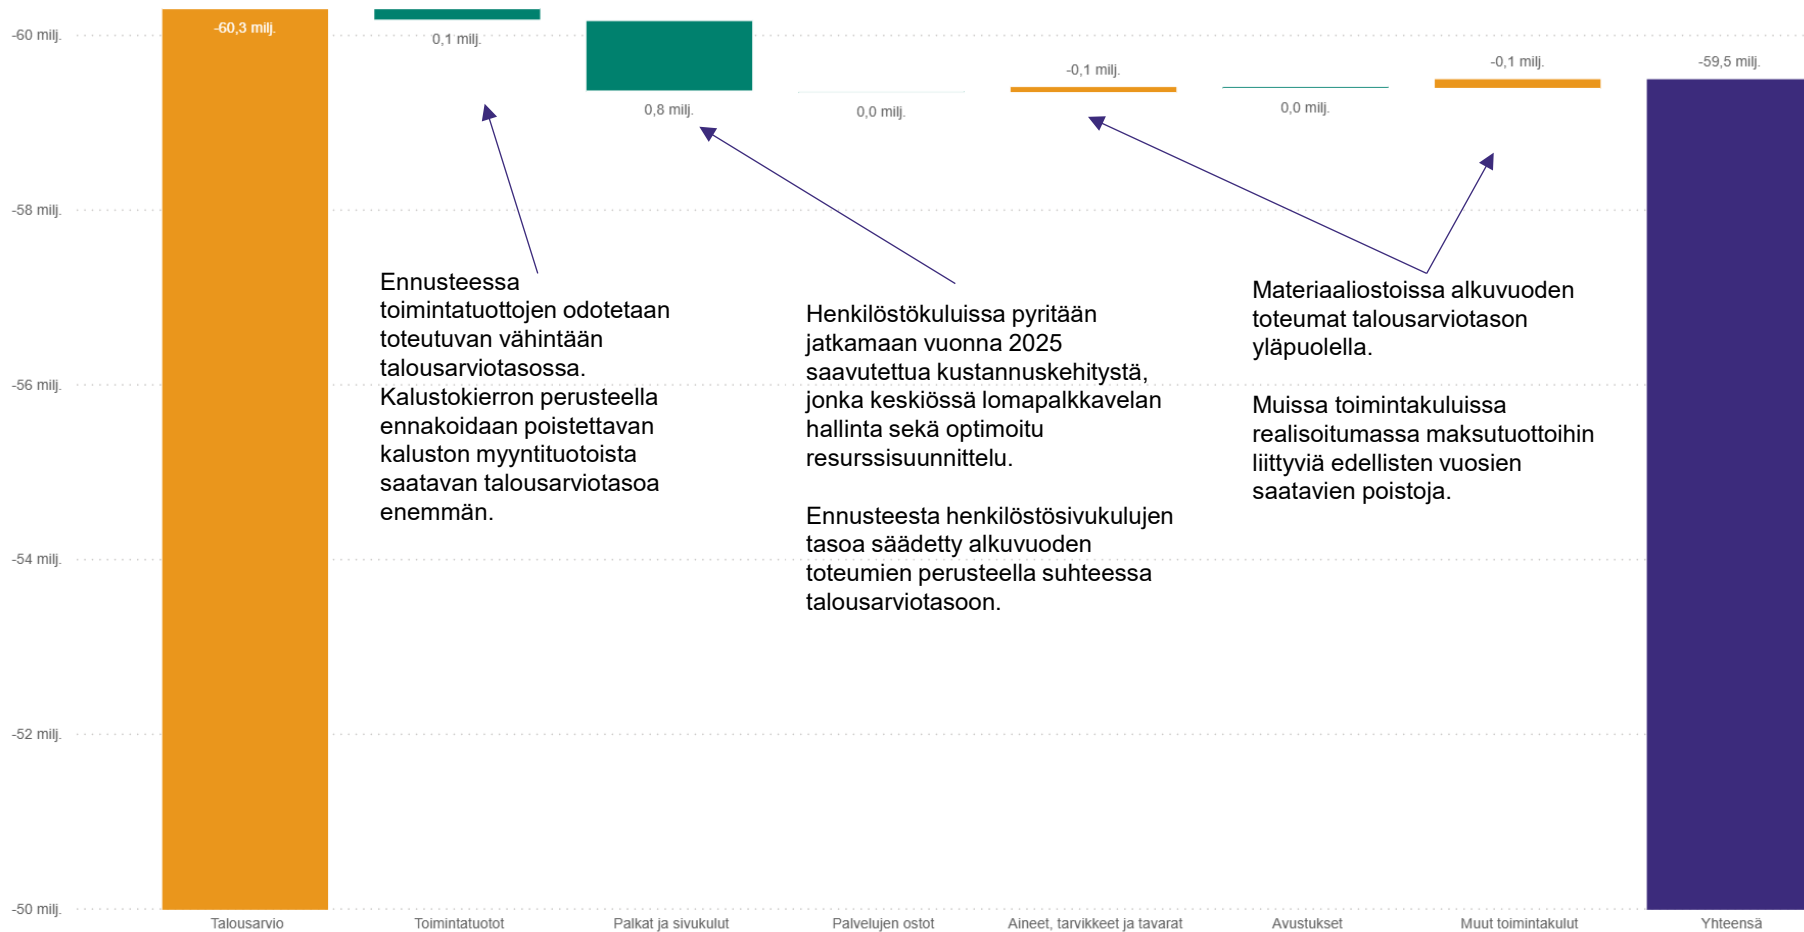 -60 milj.
-58 milj.
-56 milj.
-54 milj.
-52 milj.
-50 milj.
-60,3 milj.
0,1 milj.
0,8 milj.
0,0 milj.
-0,1 milj.
0,0 milj.
-0,1 milj.
-59,5 milj.
Ennusteessa
toimintatuottojen odotetaan
toteutuvan vähintään
talousarviotasossa.
Kalustokierron perusteella
ennakoidaan poistettavan
kaluston myyntituotoista
saatavan talousarviotasoa
enemmän.
Henkilöstökuluissa pyritään
jatkamaan vuonna 2025
saavutettua kustannuskehitystä,
jonka keskiössä lomapalkkavelan
hallinta sekä optimoitu
resurssisuunnittelu.
Ennusteesta henkilöstösivukulujen
tasoa säädetty alkuvuoden
toteumien perusteella suhteessa
talousarviotasoon.
Materiaaliostoissa alkuvuoden
toteumat talousarviotason
yläpuolella.
Muissa toimintakuluissa
realisoitumassa maksutuottoihin
liittyviä edellisten vuosien
saatavien poistoja.
Talousarvio
Toimintatuotot
Palkat ja sivukulut
Palvelujen ostot
Aineet, tarvikkeet ja tavarat
Avustukset
Muut toimintakulut
Yhteensä